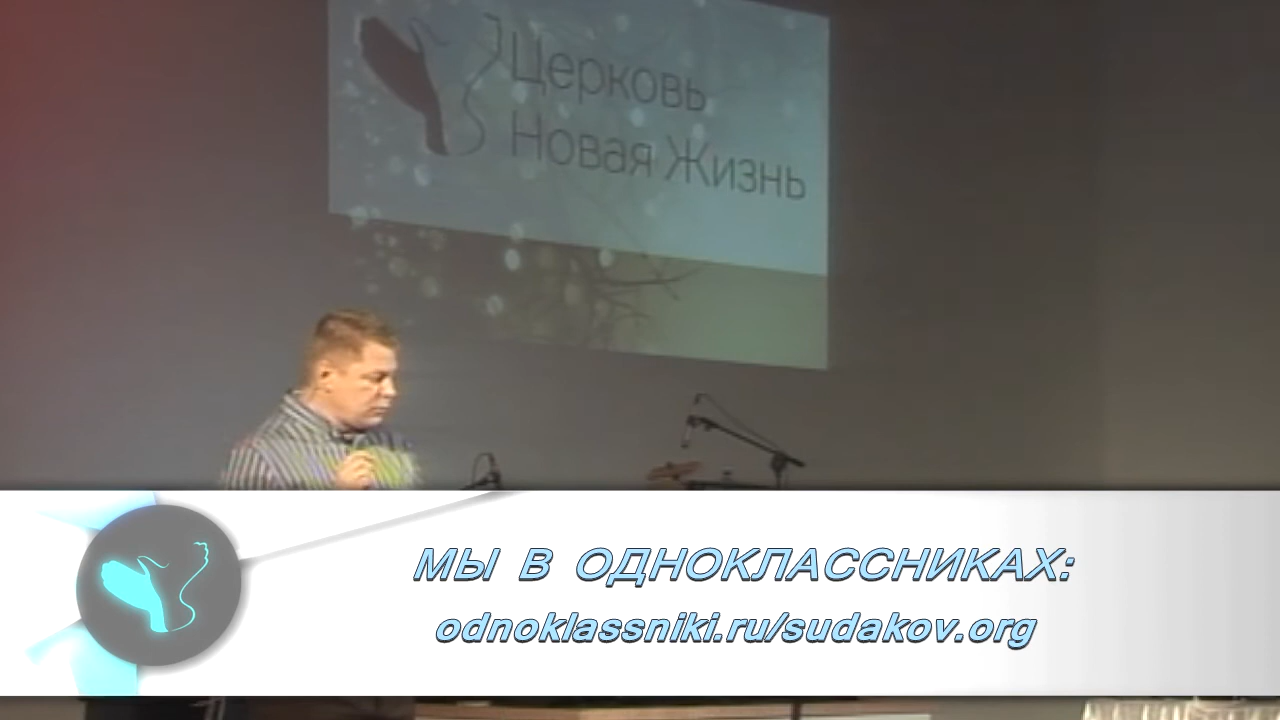 Церковь
Новая Жизнь
МЫ В ОДНОКЛАССНИКАХ:
odnoklassniki.ru/sudakov.org